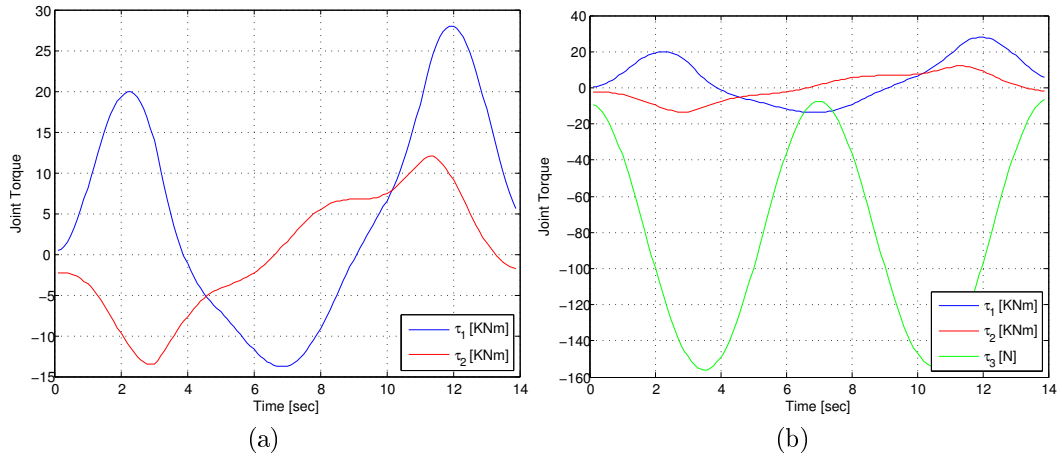 30
25
20
15
10
5
0
−5
−10
−15
Joint Torque
0 2 4 6 8 10 12 14
Time [sec]
τ1 [KNm]
τ2 [KNm]
(a)
40
20
0
−20
−40
−60
−80
−100
−120
−140
−160
Joint Torque
0 2 4 6 8 10 12 14
Time [sec]
τ1 [KNm]
τ2 [KNm]
τ3 [N]
(b)